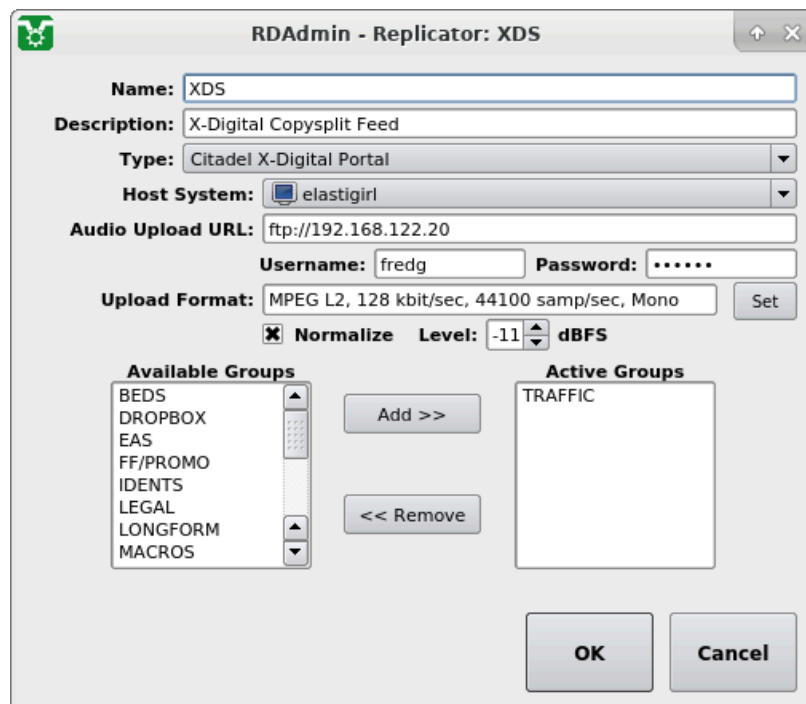 RDAdmin - Replicator: XDS
Name: XDS
Description: X-Digital Copysplit Feed
Type: Citadel X-Digital Portal
Host System: elastigirl
Audio Upload URL: ftp://192.168.122.20
Username: fredg Password: ••••••
Upload Format: MPEG L2, 128 kbit/sec, 44100 samp/sec, Mono Set
Normalize Level: -11 dBFS
Available Groups Active Groups
BEDS TRAFFIC
DROPBOX
EAS
FF/PROMO
IDENTS
LEGAL
LONGFORM
MACROS
Add >>
<< Remove
OK Cancel